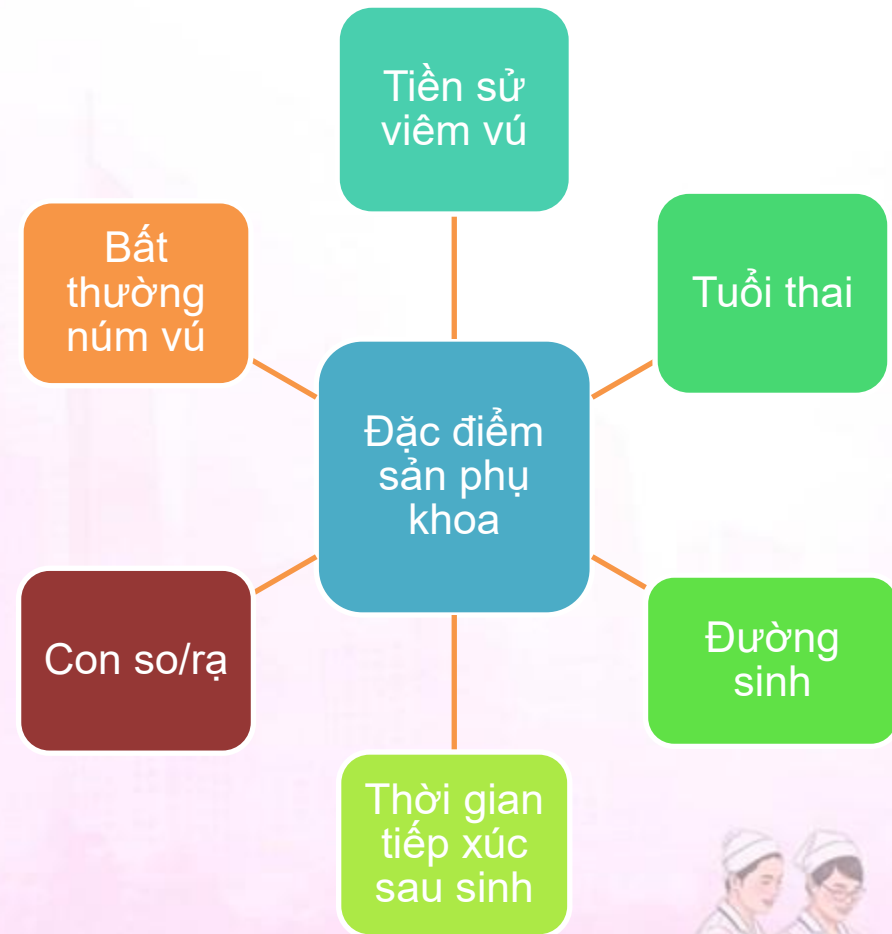 Tiền sử
viêm vú
Bất
thường
núm vú
Tuổi thai
Đặc điểm
sản phụ
khoa
Con so/rạ
Đường
sinh
Thời gian
tiếp xúc
sau sinh